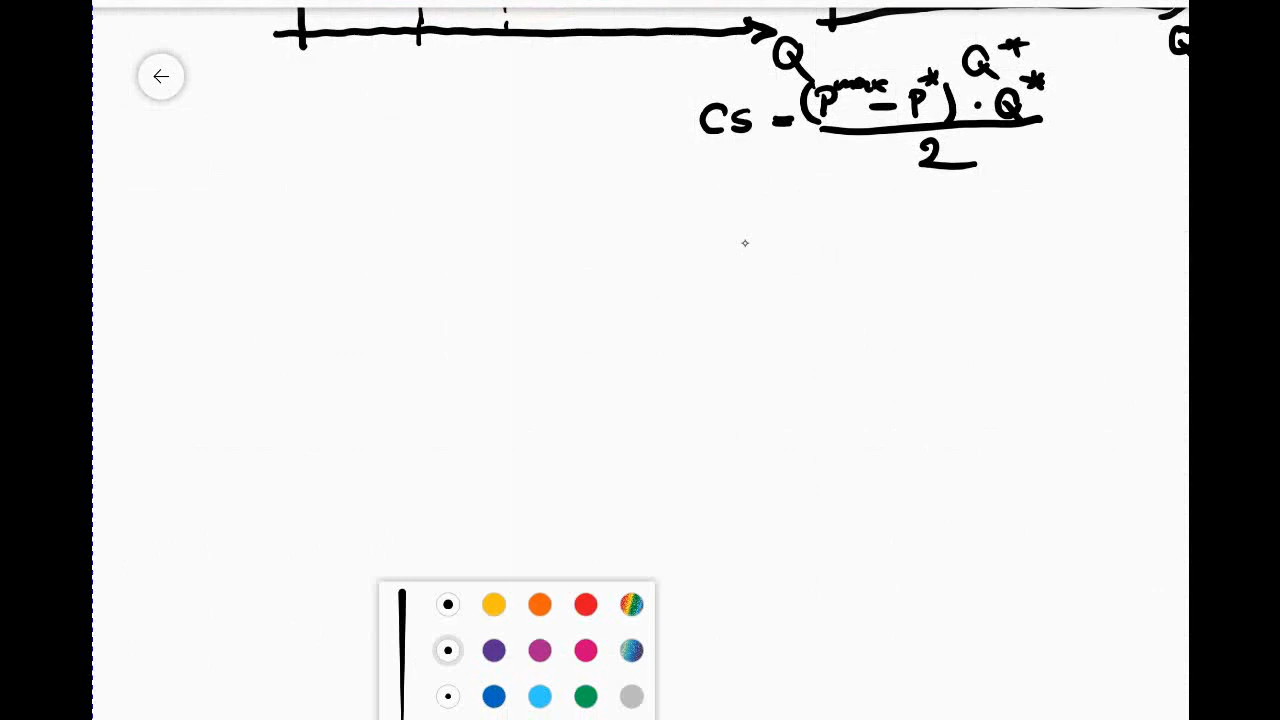 Q
Q
Q*
CS = (P^max - P*) · Q*
2